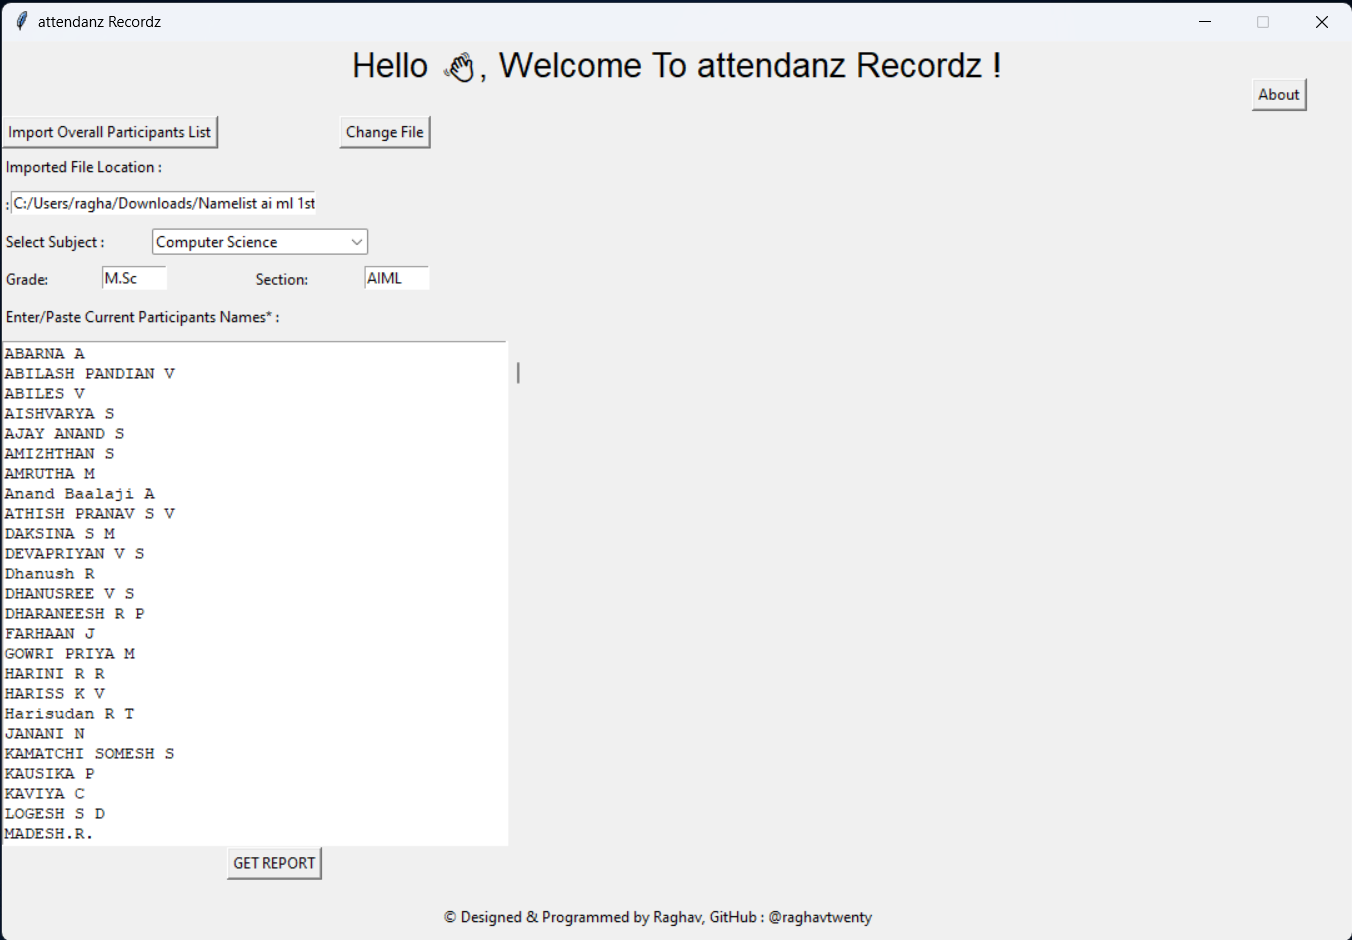 attendanz Recordz
Hello 👋, Welcome To attendanz Recordz !
About
Import Overall Participants List
Change File
Imported File Location :
: C:/Users/ragha/Downloads/Namelist ai ml 1st
Select Subject :
Computer Science
Grade:
M.Sc
Section:
AIML
Enter/Paste Current Participants Names* :
ABARNA A
ABILASH PANDIAN V
ABILES V
AISHVARYA S
AJAY ANAND S
AMIZHTHAN S
AMRUTHA M
Anand Baalaji A
ATHISH PRANAV S V
DAKSINA S M
DEVAPRIYAN V S
Dhanush R
DHANUSREE V S
DHARANEESH R P
FARHAAN J
GOWRI PRIYA M
HARINI R R
HARISS K V
Harisudan R T
JANANI N
KAMATCHI SOMESH S
KAUSIKA P
KAVIYA C
LOGESH S D
MADESH.R.
GET REPORT
© Designed & Programmed by Raghav, GitHub : @raghavtwenty